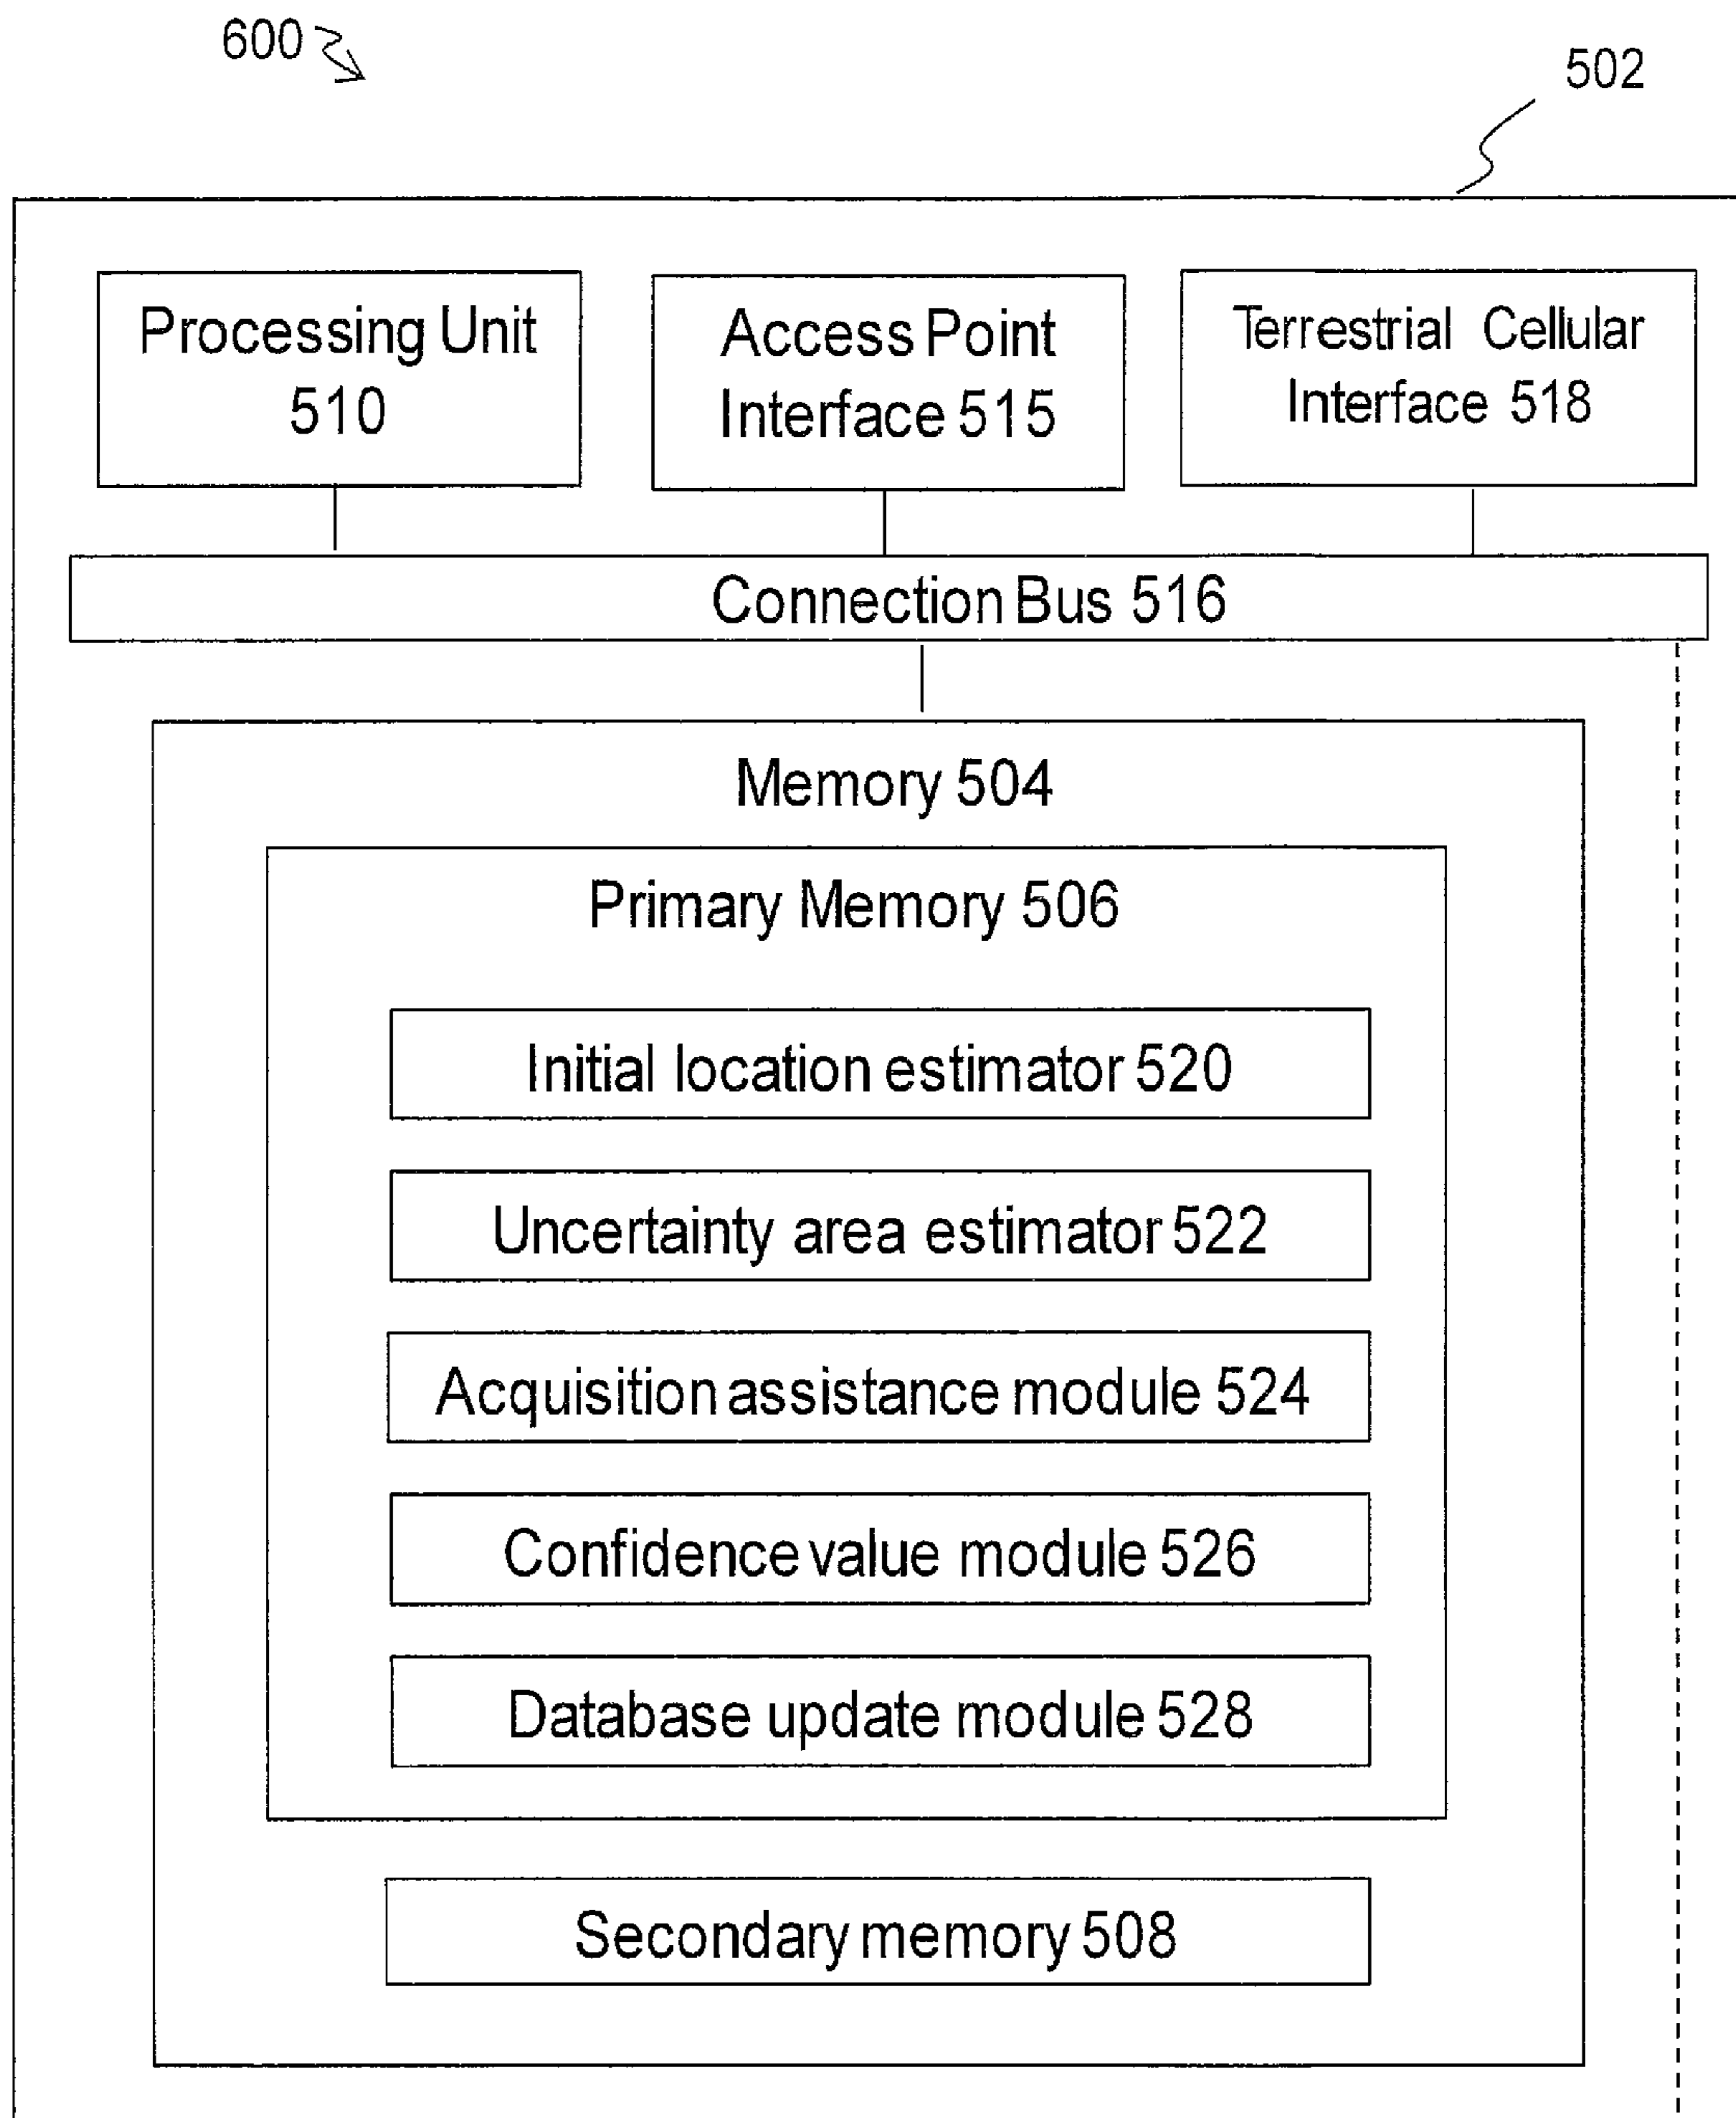 600
502
Processing Unit
510
Access Point
Interface 515
Terrestrial Cellular
Interface 518
Connection Bus 516
Memory 504
Primary Memory 506
Initial location estimator 520
Uncertainty area estimator 522
Acquisition assistance module 524
Confidence value module 526
Database update module 528
Secondary memory 508